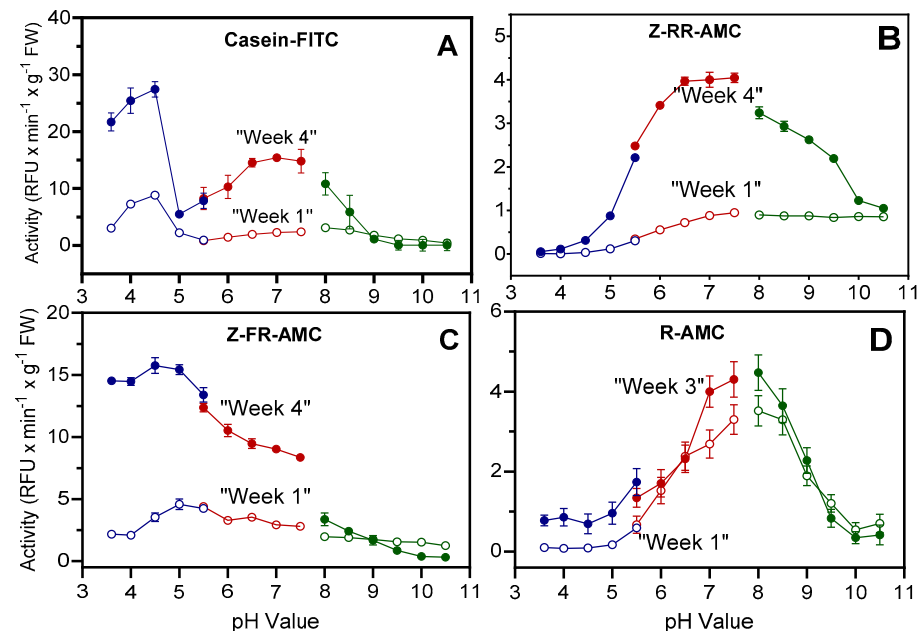 Casein-FITC
A
Activity (RFU x min⁻¹ x g⁻¹ FW)
40
30
20
10
0
"Week 4"
"Week 1"
3 4 5 6 7 8 9 10 11
Z-RR-AMC
B
5
4
3
2
1
0
"Week 4"
"Week 1"
3 4 5 6 7 8 9 10 11
Z-FR-AMC
C
Activity (RFU x min⁻¹ x g⁻¹ FW)
20
15
10
5
0
"Week 4"
"Week 1"
3 4 5 6 7 8 9 10 11
pH Value
R-AMC
D
6
4
2
0
"Week 3"
"Week 1"
3 4 5 6 7 8 9 10 11
pH Value